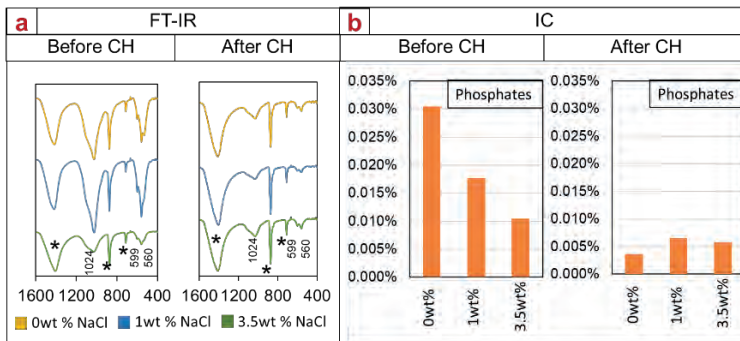 a FT-IR
Before CH After CH
* 1024 * * 599 560
* 1024 * * 599 560
1600 1200 800 400
1600 1200 800 400
0wt % NaCl 1wt % NaCl 3.5wt % NaCl
b IC
Before CH After CH
Phosphates
0.035%
0.030%
0.025%
0.020%
0.015%
0.010%
0.005%
0.000%
0wt% 1wt% 3.5wt%
Phosphates
0.035%
0.030%
0.025%
0.020%
0.015%
0.010%
0.005%
0.000%
0wt% 1wt% 3.5wt%